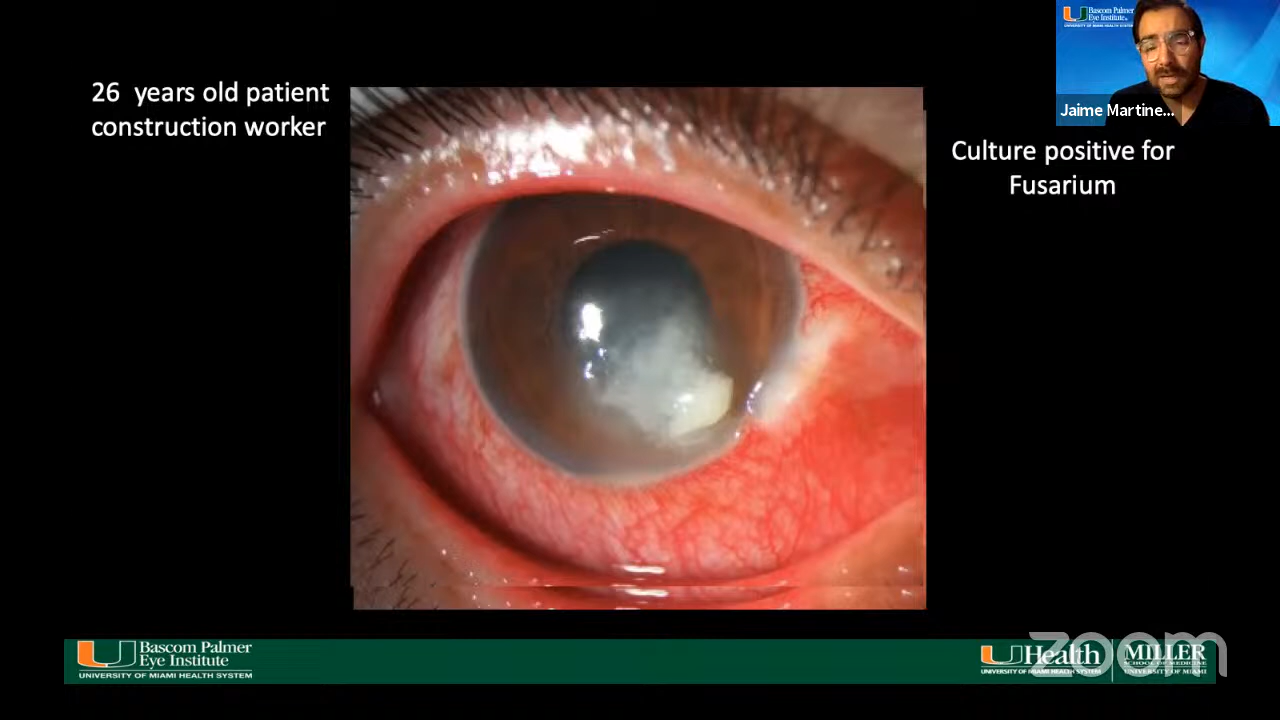 Bascom Palmer
Eye Institute
UNIVERSITY OF MIAMI HEALTH SYSTEM
Jaime Martine...
26 years old patient
construction worker
Culture positive for
Fusarium
Bascom Palmer
Eye Institute
UNIVERSITY OF MIAMI HEALTH SYSTEM
UHealth
UNIVERSITY OF MIAMI HEALTH SYSTEM
MILLER
SCHOOL OF MEDICINE
UNIVERSITY OF MIAMI
zoom